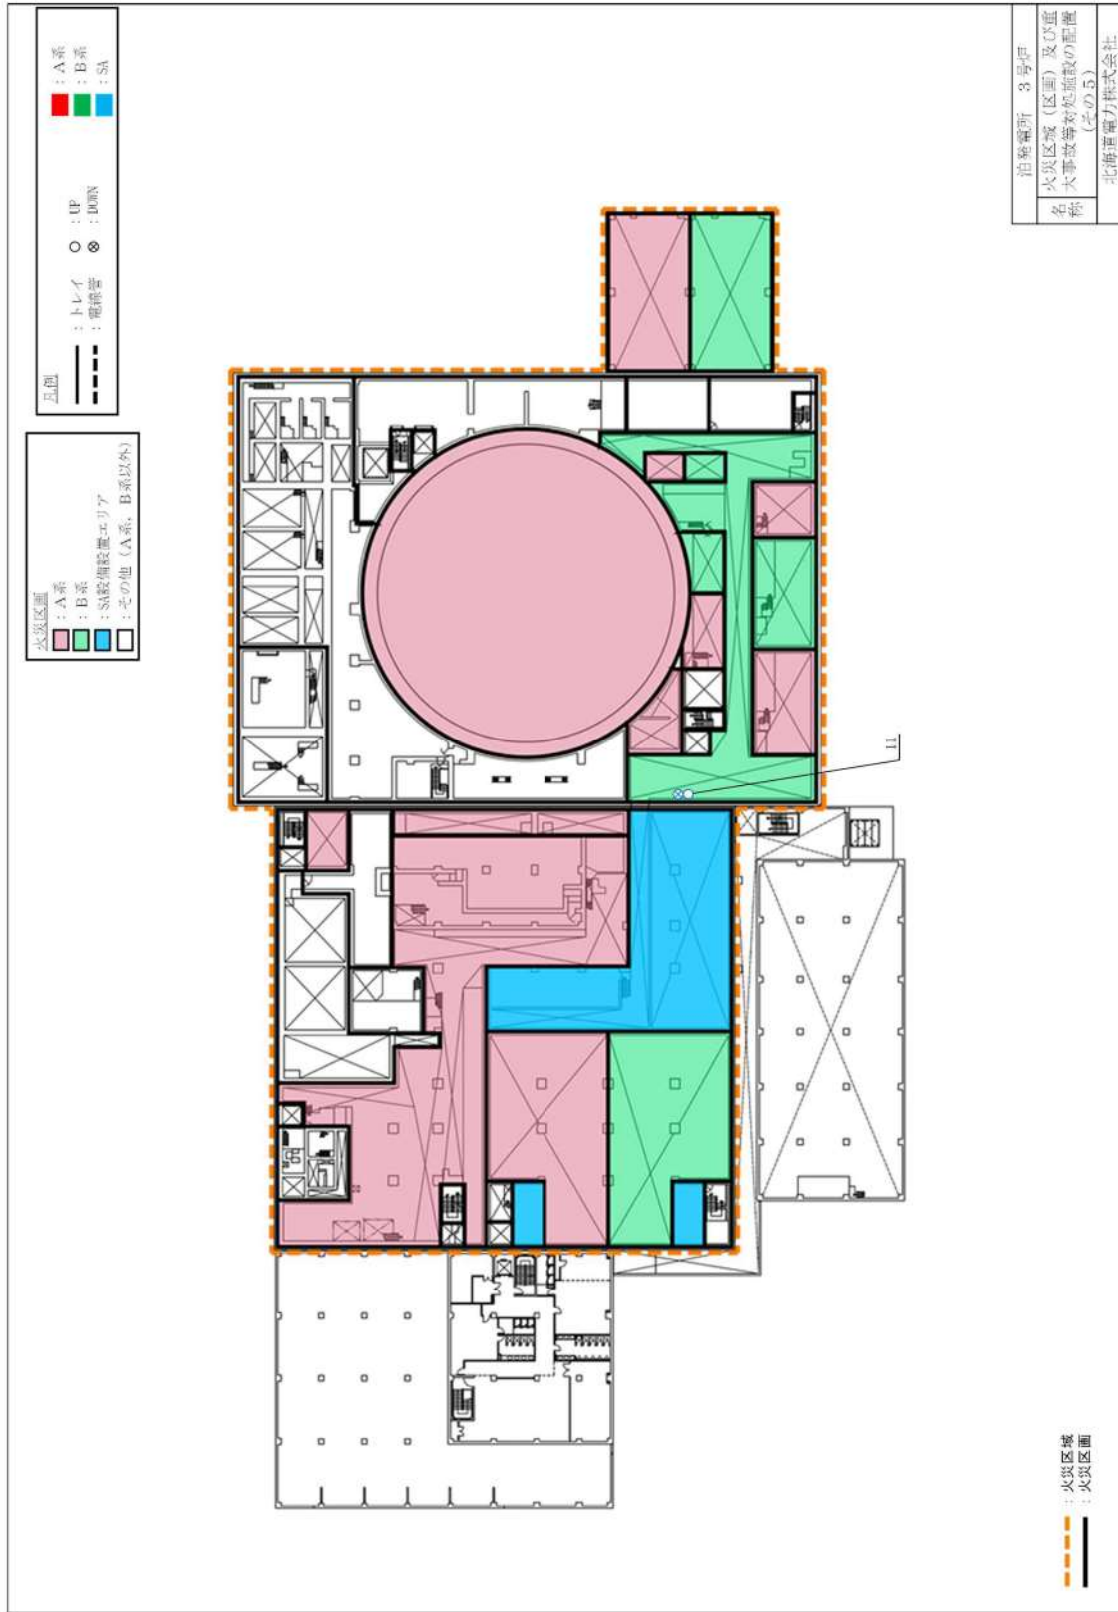 凡例
：トレイ
：電線管
：UP
：DOWN
：A系
：B系
：SA
火災区画
：A系
：B系
：SA設備設置エリア
：その他（A系，B系以外）
11
：火災区域
：火災区画
泊発電所　3号炉
名称
火災区域（区画）及び重
大事故等対処施設の配置
（その5）
北海道電力株式会社